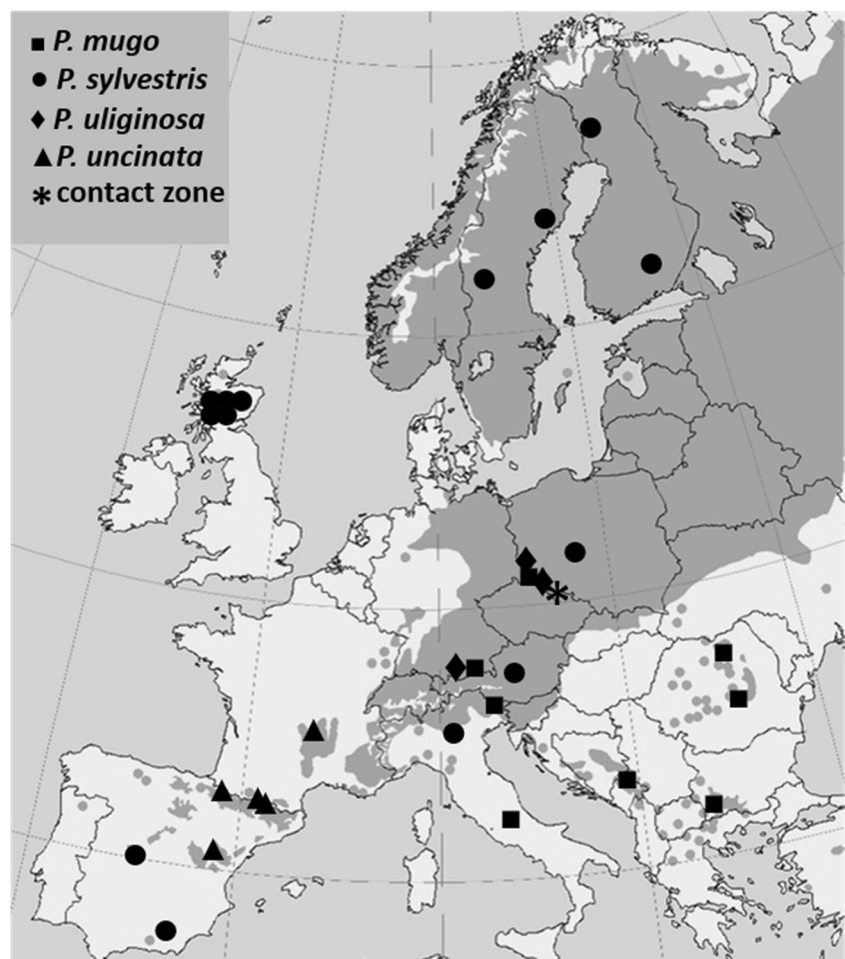 P. mugo
P. sylvestris
P. uliginosa
P. uncinata
contact zone